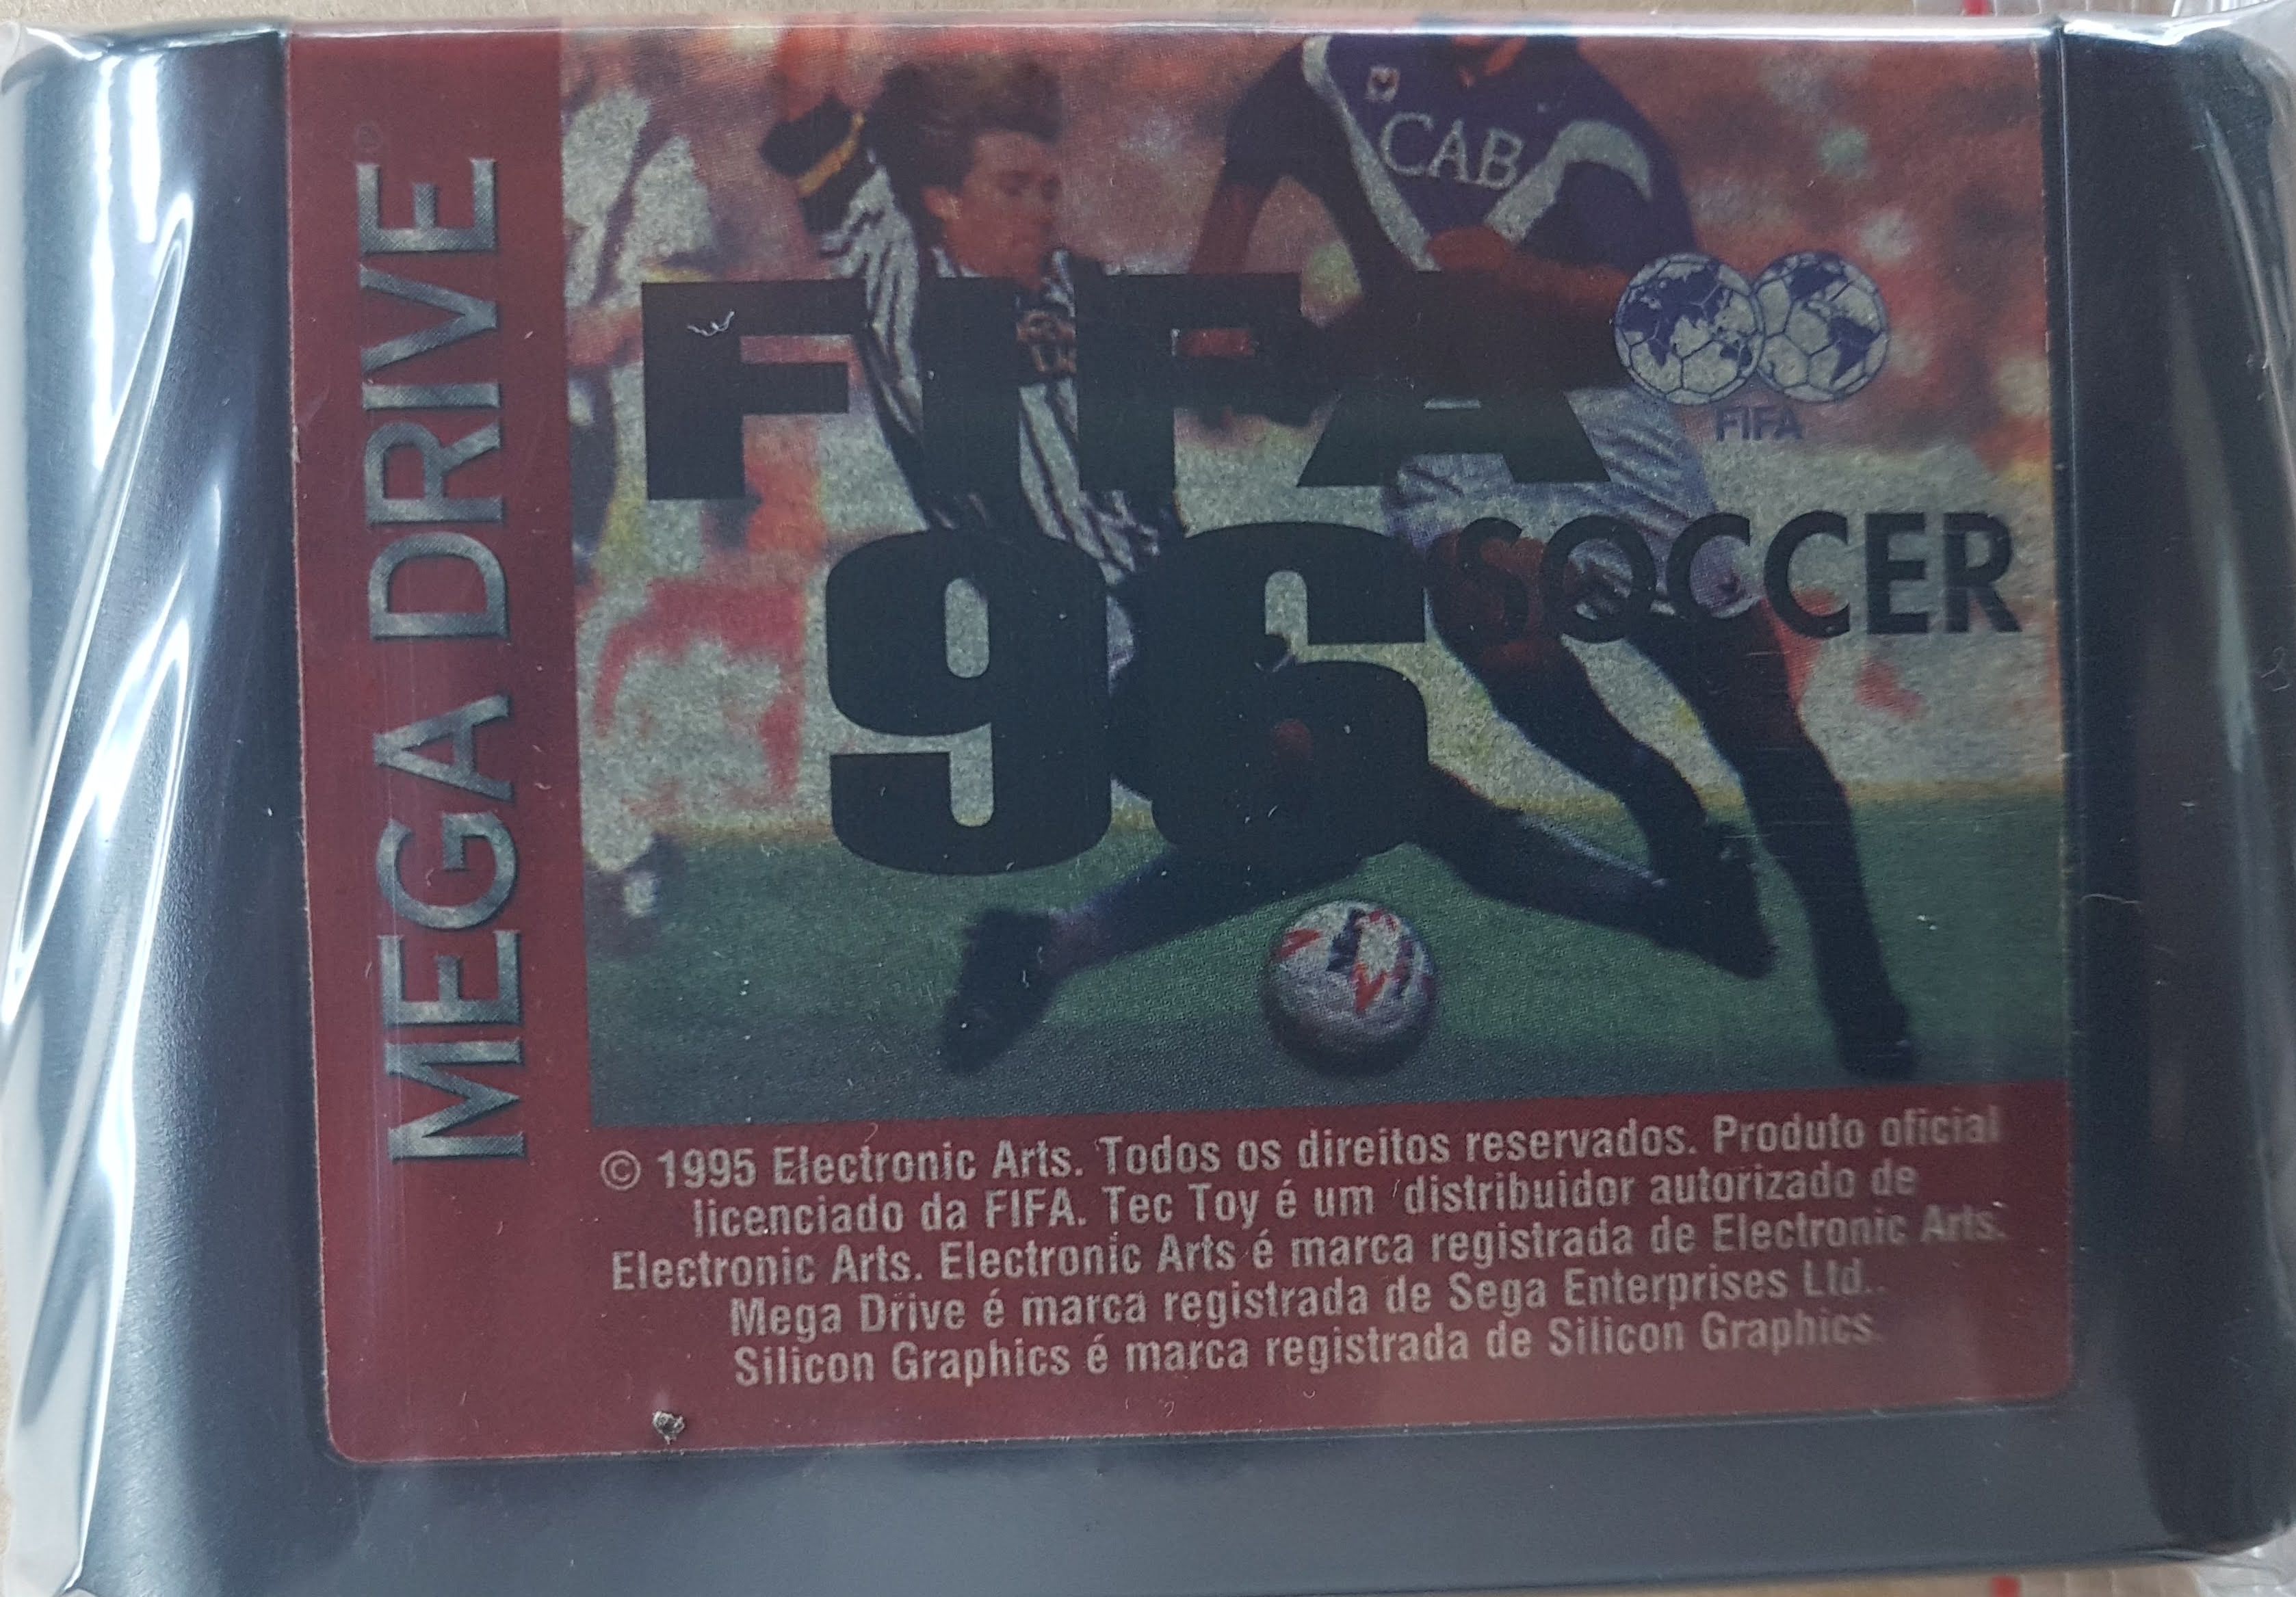 MEGA DRIVE
CAB
FIFA
FIFA
96 SOCCER
© 1995 Electronic Arts. Todos os direitos reservados. Produto oficial
licenciado da FIFA. Tec Toy é um distribuidor autorizado de
Electronic Arts. Electronic Arts é marca registrada de Electronic Arts.
Mega Drive é marca registrada de Sega Enterprises Ltd..
Silicon Graphics é marca registrada de Silicon Graphics.